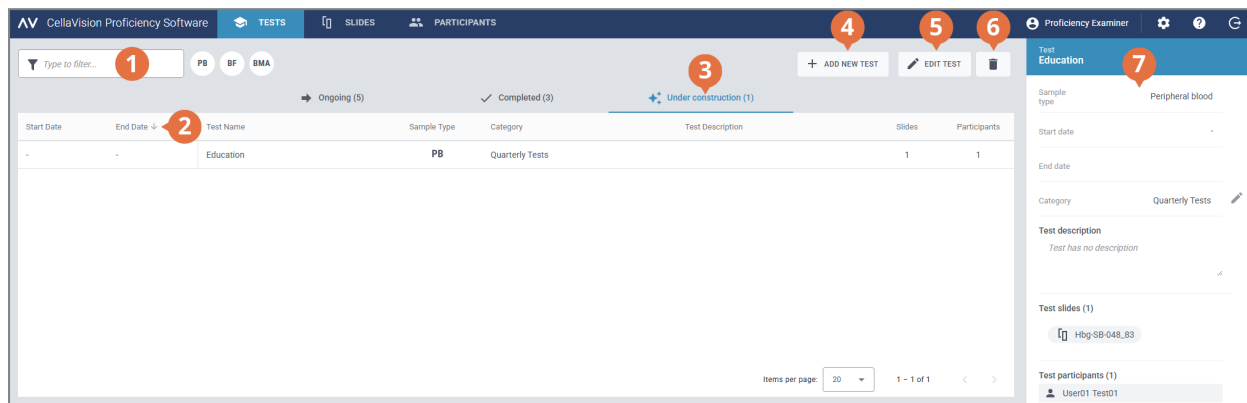 CellaVision Proficiency Software TESTS SLIDES PARTICIPANTS Proficiency Examiner
4 5 6
Type to filter... 1 PB BF BMA + ADD NEW TEST EDIT TEST
3
Ongoing (5) Completed (3) Under construction (1)
Start Date End Date 2 Test Name Sample Type Category Test Description Slides Participants
- - Education PB Quarterly Tests 1 1
Items per page: 20 1 – 1 of 1
Test
Education
7
Sample type Peripheral blood
Start date -
End date
Category Quarterly Tests
Test description
Test has no description
Test slides (1)
Hbg-SB-048_83
Test participants (1)
User01 Test01